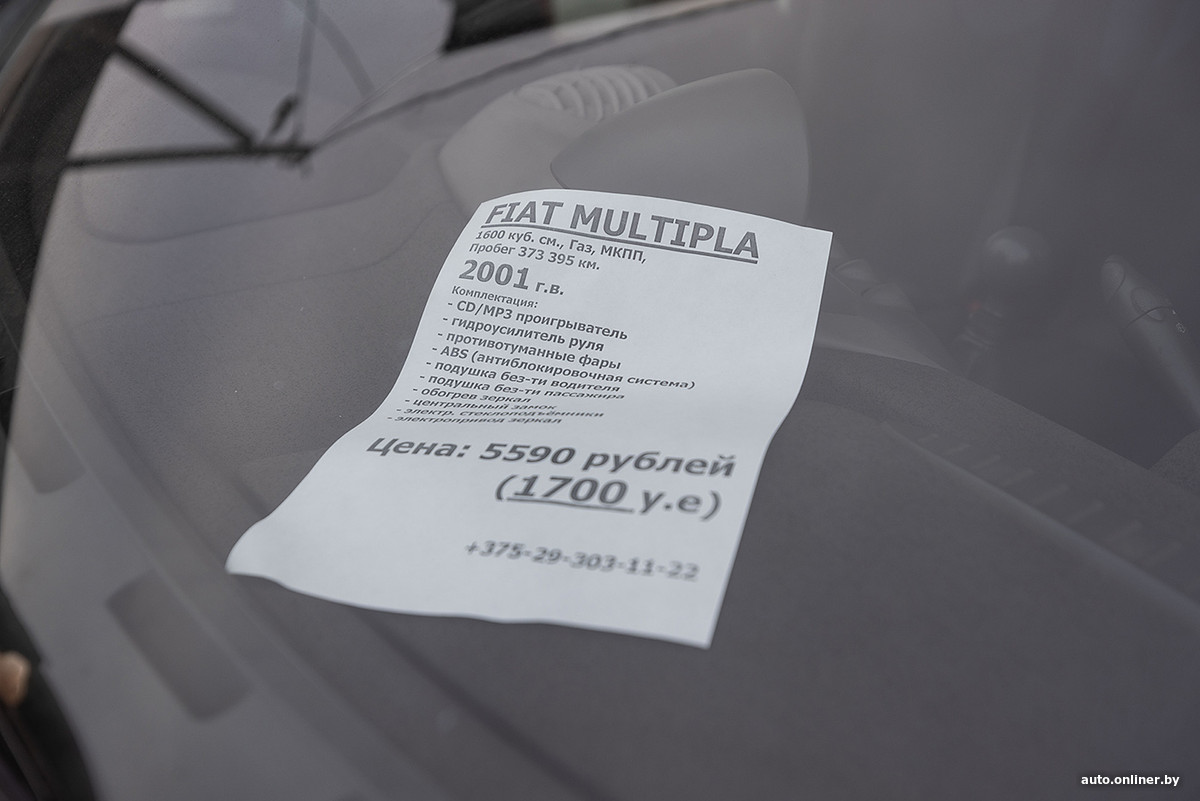 FIAT MULTIPLA
1600 куб. см., Газ, МКПП,
Пробег 373 395 км.
2001 г.в.
Комплектация:
- CD/MP3 проигрыватель
- гидроусилитель руля
- противотуманные фары
- ABS (антиблокировочная система)
- подушка без-ти водителя
- подушка без-ти пассажира
- обогрев зеркал
- центральный замок
- электр. стеклоподъёмники
- электропривод зеркал
Цена: 5590 рублей
(1700 у.е)
+375-29-303-11-22
auto.onliner.by